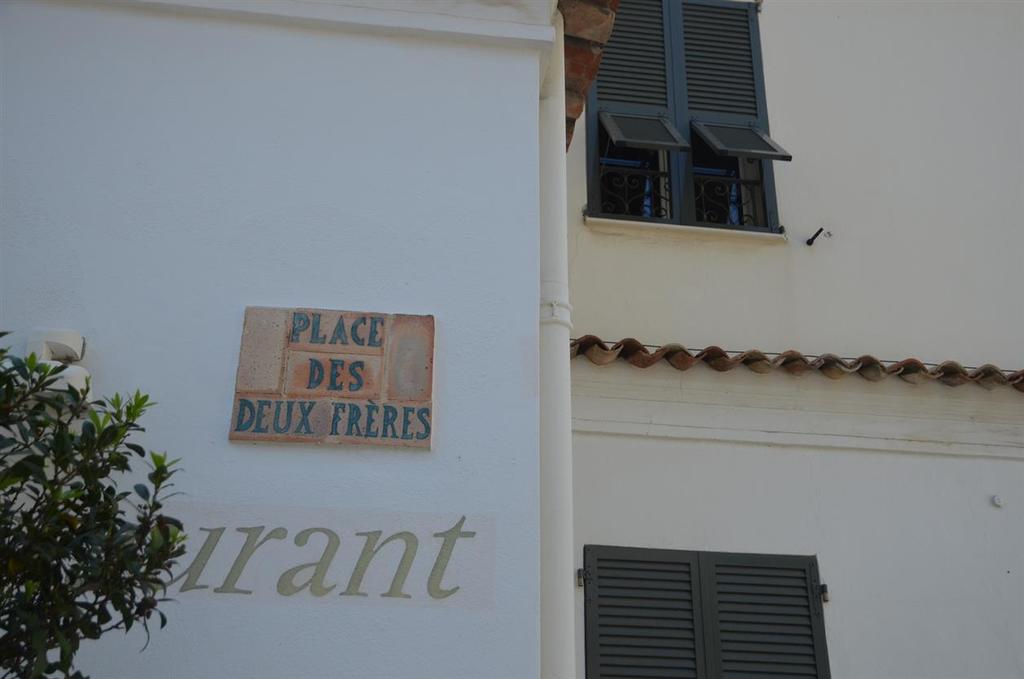 PLACE
DES
DEUX FRÈRES
urant